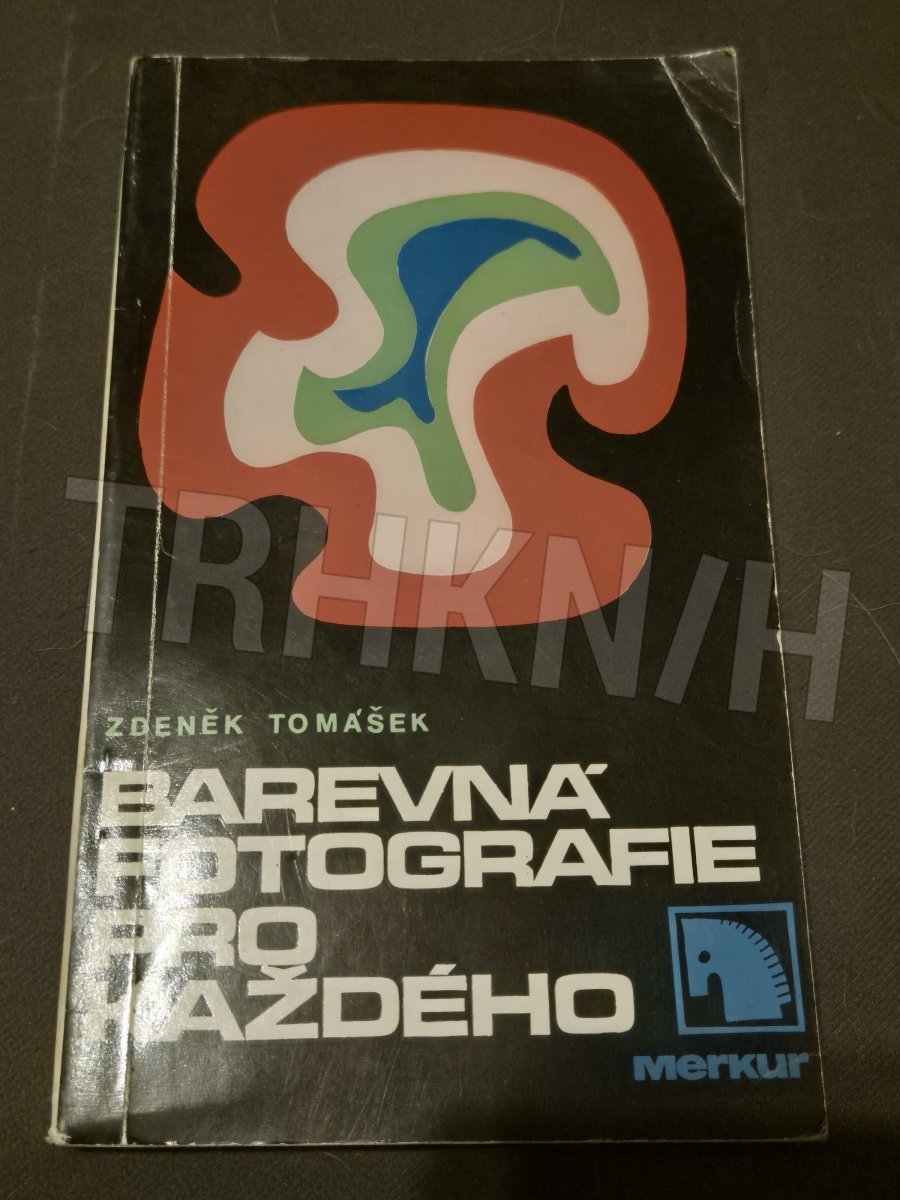 TRHKNIH
ZDENĚK TOMÁŠEK
BAREVNÁ
FOTOGRAFIE
PRO
KAŽDÉHO
merkur